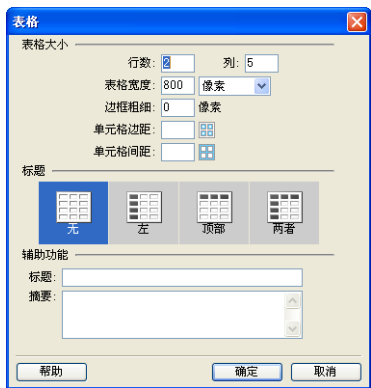 表格
表格大小
行数: 2 列: 5
表格宽度: 800 像素
边框粗细: 0 像素
单元格边距:
单元格间距:
标题
无 左 顶部 两者
辅助功能
标题:
摘要:
帮助 确定 取消